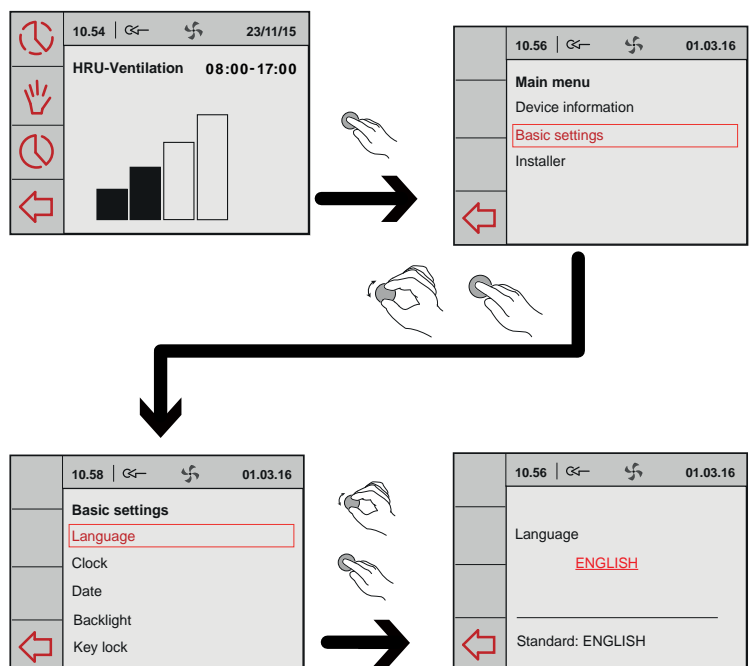 10.54 23/11/15
HRU-Ventilation 08:00-17:00
10.56 01.03.16
Main menu
Device information
Basic settings
Installer
10.58 01.03.16
Basic settings
Language
Clock
Date
Backlight
Key lock
10.56 01.03.16
Language
ENGLISH
Standard: ENGLISH